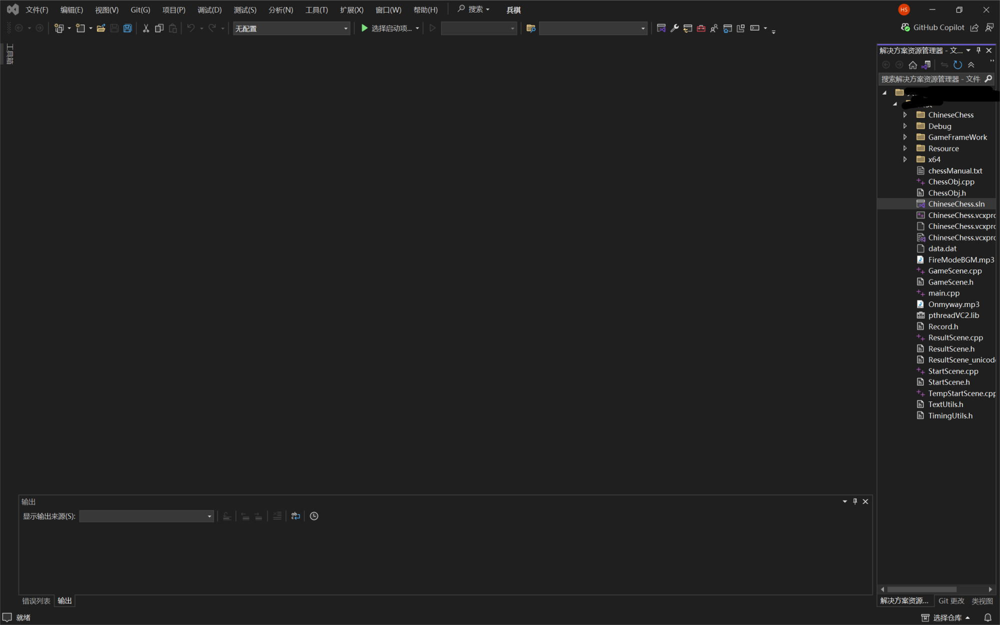 文件(F) 编辑(E) 视图(V) Git(G) 项目(P) 调试(D) 测试(S) 分析(N) 工具(T) 扩展(X) 窗口(W) 帮助(H) 搜索 兵棋 HS
无配置 选择启动项... GitHub Copilot
工具箱
解决方案资源管理器 - 文...
搜索解决方案资源管理器 - 文件
ChineseChess
Debug
GameFrameWork
Resource
x64
chessManual.txt
ChessObj.cpp
ChessObj.h
ChineseChess.sln
ChineseChess.vcxpro
ChineseChess.vcxpro
ChineseChess.vcxpro
data.dat
FireModeBGM.mp3
GameScene.cpp
GameScene.h
main.cpp
Onmyway.mp3
pthreadVC2.lib
Record.h
ResultScene.cpp
ResultScene.h
ResultScene_unicode
StartScene.cpp
StartScene.h
TempStartScene.cpp
TextUtils.h
TimingUtils.h
输出
显示输出来源(S):
错误列表 输出
解决方案资源... Git 更改 类视图
就绪 选择仓库